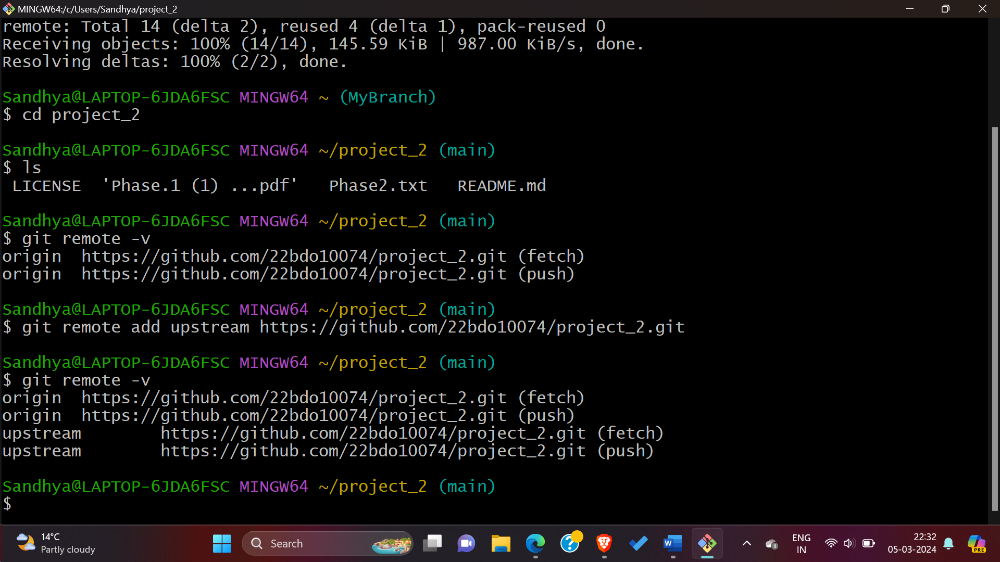 MINGW64:/c/Users/Sandhya/project_2
remote: Total 14 (delta 2), reused 4 (delta 1), pack-reused 0
Receiving objects: 100% (14/14), 145.59 KiB | 987.00 KiB/s, done.
Resolving deltas: 100% (2/2), done.
Sandhya@LAPTOP-6JDA6FSC MINGW64 ~ (MyBranch)
$ cd project_2
Sandhya@LAPTOP-6JDA6FSC MINGW64 ~/project_2 (main)
$ ls
LICENSE  'Phase.1 (1) ...pdf'   Phase2.txt   README.md
Sandhya@LAPTOP-6JDA6FSC MINGW64 ~/project_2 (main)
$ git remote -v
origin  https://github.com/22bdo10074/project_2.git (fetch)
origin  https://github.com/22bdo10074/project_2.git (push)
Sandhya@LAPTOP-6JDA6FSC MINGW64 ~/project_2 (main)
$ git remote add upstream https://github.com/22bdo10074/project_2.git
Sandhya@LAPTOP-6JDA6FSC MINGW64 ~/project_2 (main)
$ git remote -v
origin  https://github.com/22bdo10074/project_2.git (fetch)
origin  https://github.com/22bdo10074/project_2.git (push)
upstream        https://github.com/22bdo10074/project_2.git (fetch)
upstream        https://github.com/22bdo10074/project_2.git (push)
Sandhya@LAPTOP-6JDA6FSC MINGW64 ~/project_2 (main)
$
14°C
Partly cloudy
Search
W
ENG
IN
22:32
05-03-2024
PRE